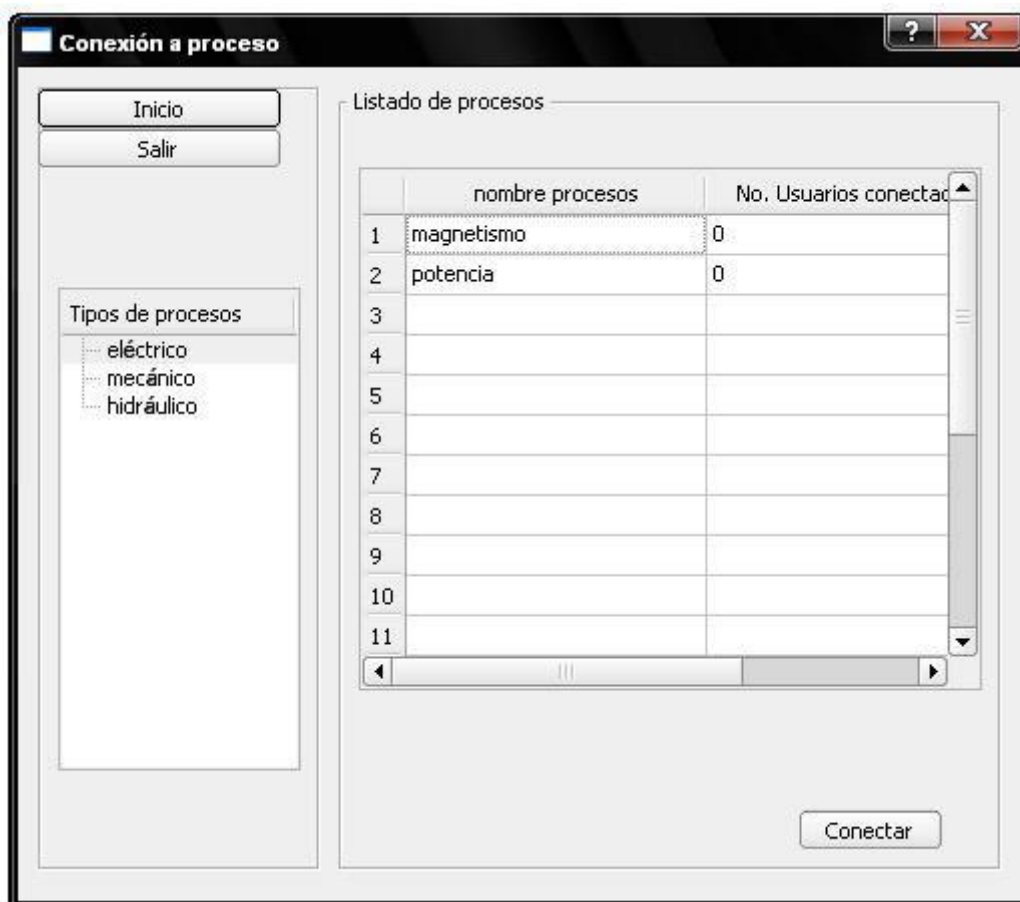 Conexión a proceso
Inicio
Salir
Tipos de procesos
eléctrico
mecánico
hidráulico
Listado de procesos
nombre procesos No. Usuarios conectad
1 magnetismo 0
2 potencia 0
3
4
5
6
7
8
9
10
11
Conectar